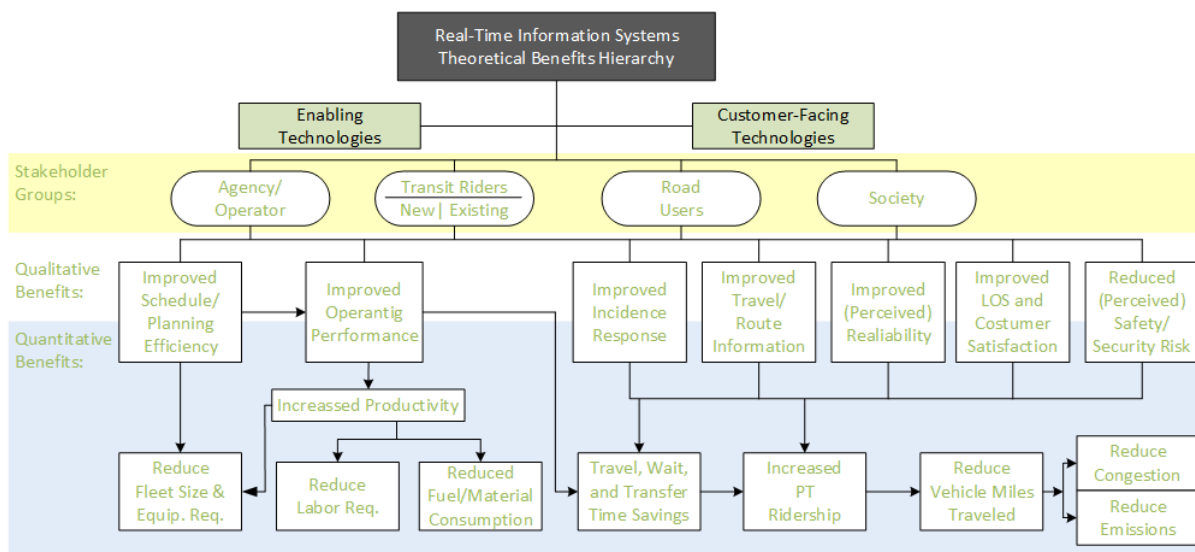 Real-Time Information Systems
Theoretical Benefits Hierarchy
Enabling
Technologies
Customer-Facing
Technologies
Stakeholder
Groups:
Agency/
Operator
Transit Riders
New| Existing
Road
Users
Society
Qualitative
Benefits:
Improved
Schedule/
Planning
Efficiency
Improved
Operantig
Perrformance
Improved
Incidence
Response
Improved
Travel/
Route
Information
Improved
(Perceived)
Realiability
Improved
LOS and
Costumer
Satisfaction
Reduced
(Perceived)
Safety/
Security Risk
Quantitative
Benefits:
Increassed Productivity
Reduce
Fleet Size &
Equip. Req.
Reduce
Labor Req.
Reduced
Fuel/Material
Consumption
Travel, Wait,
and Transfer
Time Savings
Increased
PT
Ridership
Reduce
Vehicle Miles
Traveled
Reduce
Congestion
Reduce
Emissions